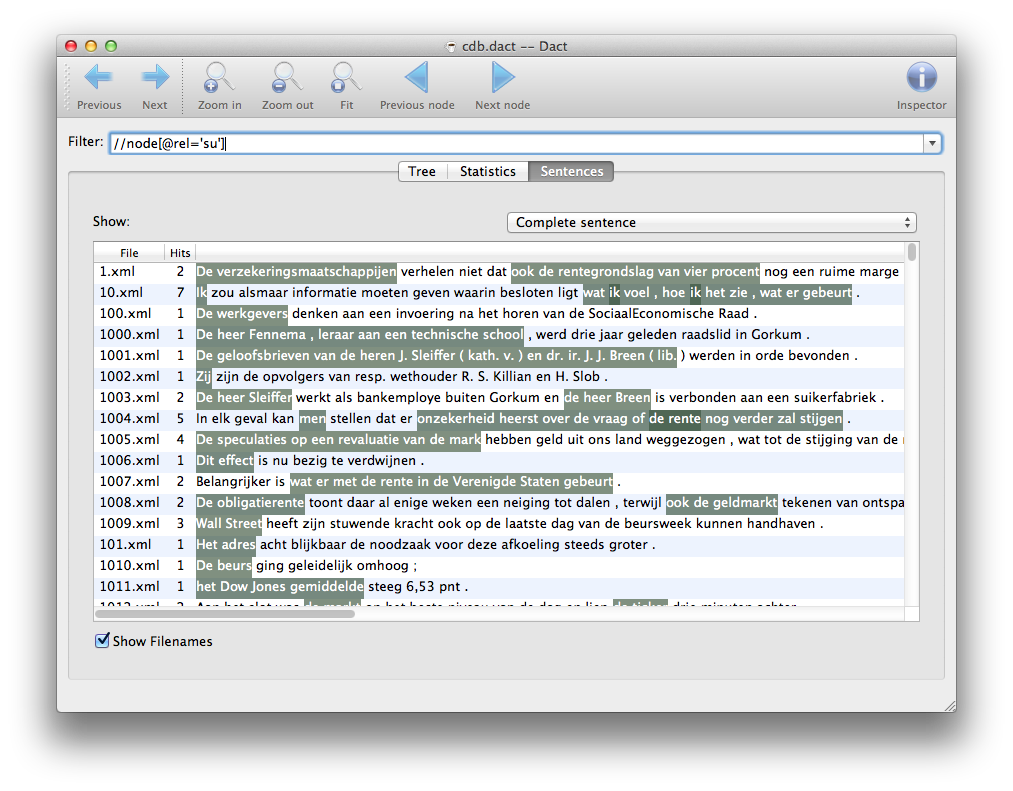 cdb.dact -- Dact
Previous Next Zoom in Zoom out Fit Previous node Next node Inspector
Filter: //node[@rel='su']
Tree Statistics Sentences
Show: Complete sentence
File Hits
1.xml 2 De verzekeringsmaatschappijen verhelen niet dat ook de rentegrondslag van vier procent nog een ruime marge
10.xml 7 Ik zou alsmaar informatie moeten geven waarin besloten ligt wat ik voel , hoe ik het zie , wat er gebeurt .
100.xml 1 De werkgevers denken aan een invoering na het horen van de SociaalEconomische Raad .
1000.xml 1 De heer Fennema , leraar aan een technische school , werd drie jaar geleden raadslid in Gorkum .
1001.xml 1 De geloofsbrieven van de heren J. Sleiffer ( kath. v. ) en dr. ir. J. J. Breen ( lib. ) werden in orde bevonden .
1002.xml 1 Zij zijn de opvolgers van resp. wethouder R. S. Killian en H. Slob .
1003.xml 2 De heer Sleiffer werkt als bankemploye buiten Gorkum en de heer Breen is verbonden aan een suikerfabriek .
1004.xml 5 In elk geval kan men stellen dat er onzekerheid heerst over de vraag of de rente nog verder zal stijgen .
1005.xml 4 De speculaties op een revaluatie van de mark hebben geld uit ons land weggezogen , wat tot de stijging van de
1006.xml 1 Dit effect is nu bezig te verdwijnen .
1007.xml 2 Belangrijker is wat er met de rente in de Verenigde Staten gebeurt .
1008.xml 2 De obligatierente toont daar al enige weken een neiging tot dalen , terwijl ook de geldmarkt tekenen van ontspa
1009.xml 3 Wall Street heeft zijn stuwende kracht ook op de laatste dag van de beursweek kunnen handhaven .
101.xml 1 Het adres acht blijkbaar de noodzaak voor deze afkoeling steeds groter .
1010.xml 1 De beurs ging geleidelijk omhoog ;
1011.xml 1 het Dow Jones gemiddelde steeg 6,53 pnt .
Show Filenames